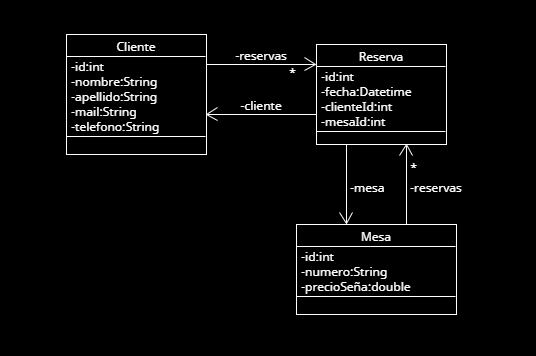 Cliente
-id:int
-nombre:String
-apellido:String
-mail:String
-telefono:String
-reservas
*
-cliente
Reserva
-id:int
-fecha:Datetime
-clienteId:int
-mesaId:int
-mesa
*
-reservas
Mesa
-id:int
-numero:String
-precioSeña:double